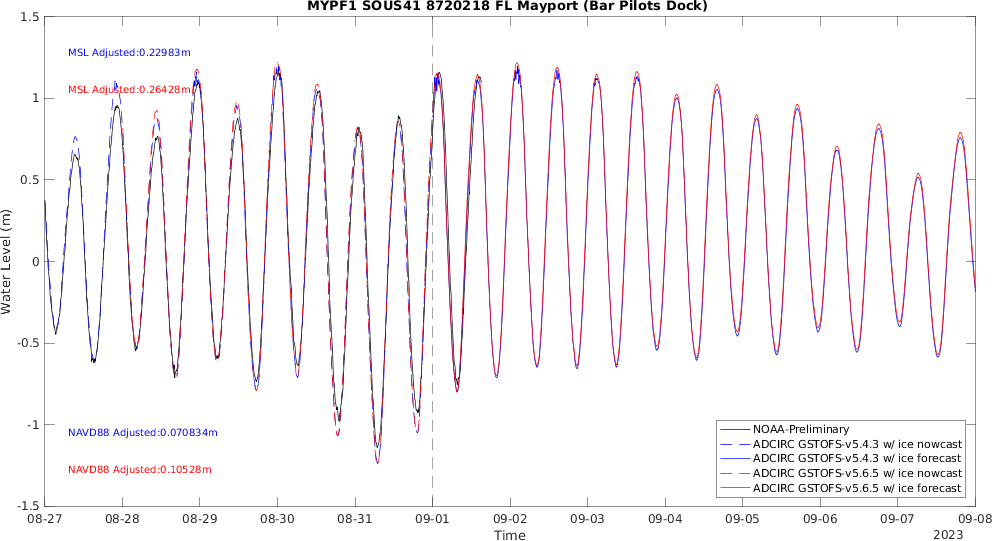 MYPF1 SOUS41 8720218 FL Mayport (Bar Pilots Dock)
1.5
1
0.5
0
-0.5
-1
-1.5
Water Level (m)
MSL Adjusted:0.22983m
MSL Adjusted:0.26428m
NAVD88 Adjusted:0.070834m
NAVD88 Adjusted:0.10528m
NOAA-Preliminary
ADCIRC GSTOFS-v5.4.3 w/ ice nowcast
ADCIRC GSTOFS-v5.4.3 w/ ice forecast
ADCIRC GSTOFS-v5.6.5 w/ ice nowcast
ADCIRC GSTOFS-v5.6.5 w/ ice forecast
08-27 08-28 08-29 08-30 08-31 09-01 09-02 09-03 09-04 09-05 09-06 09-07 09-08
Time
2023